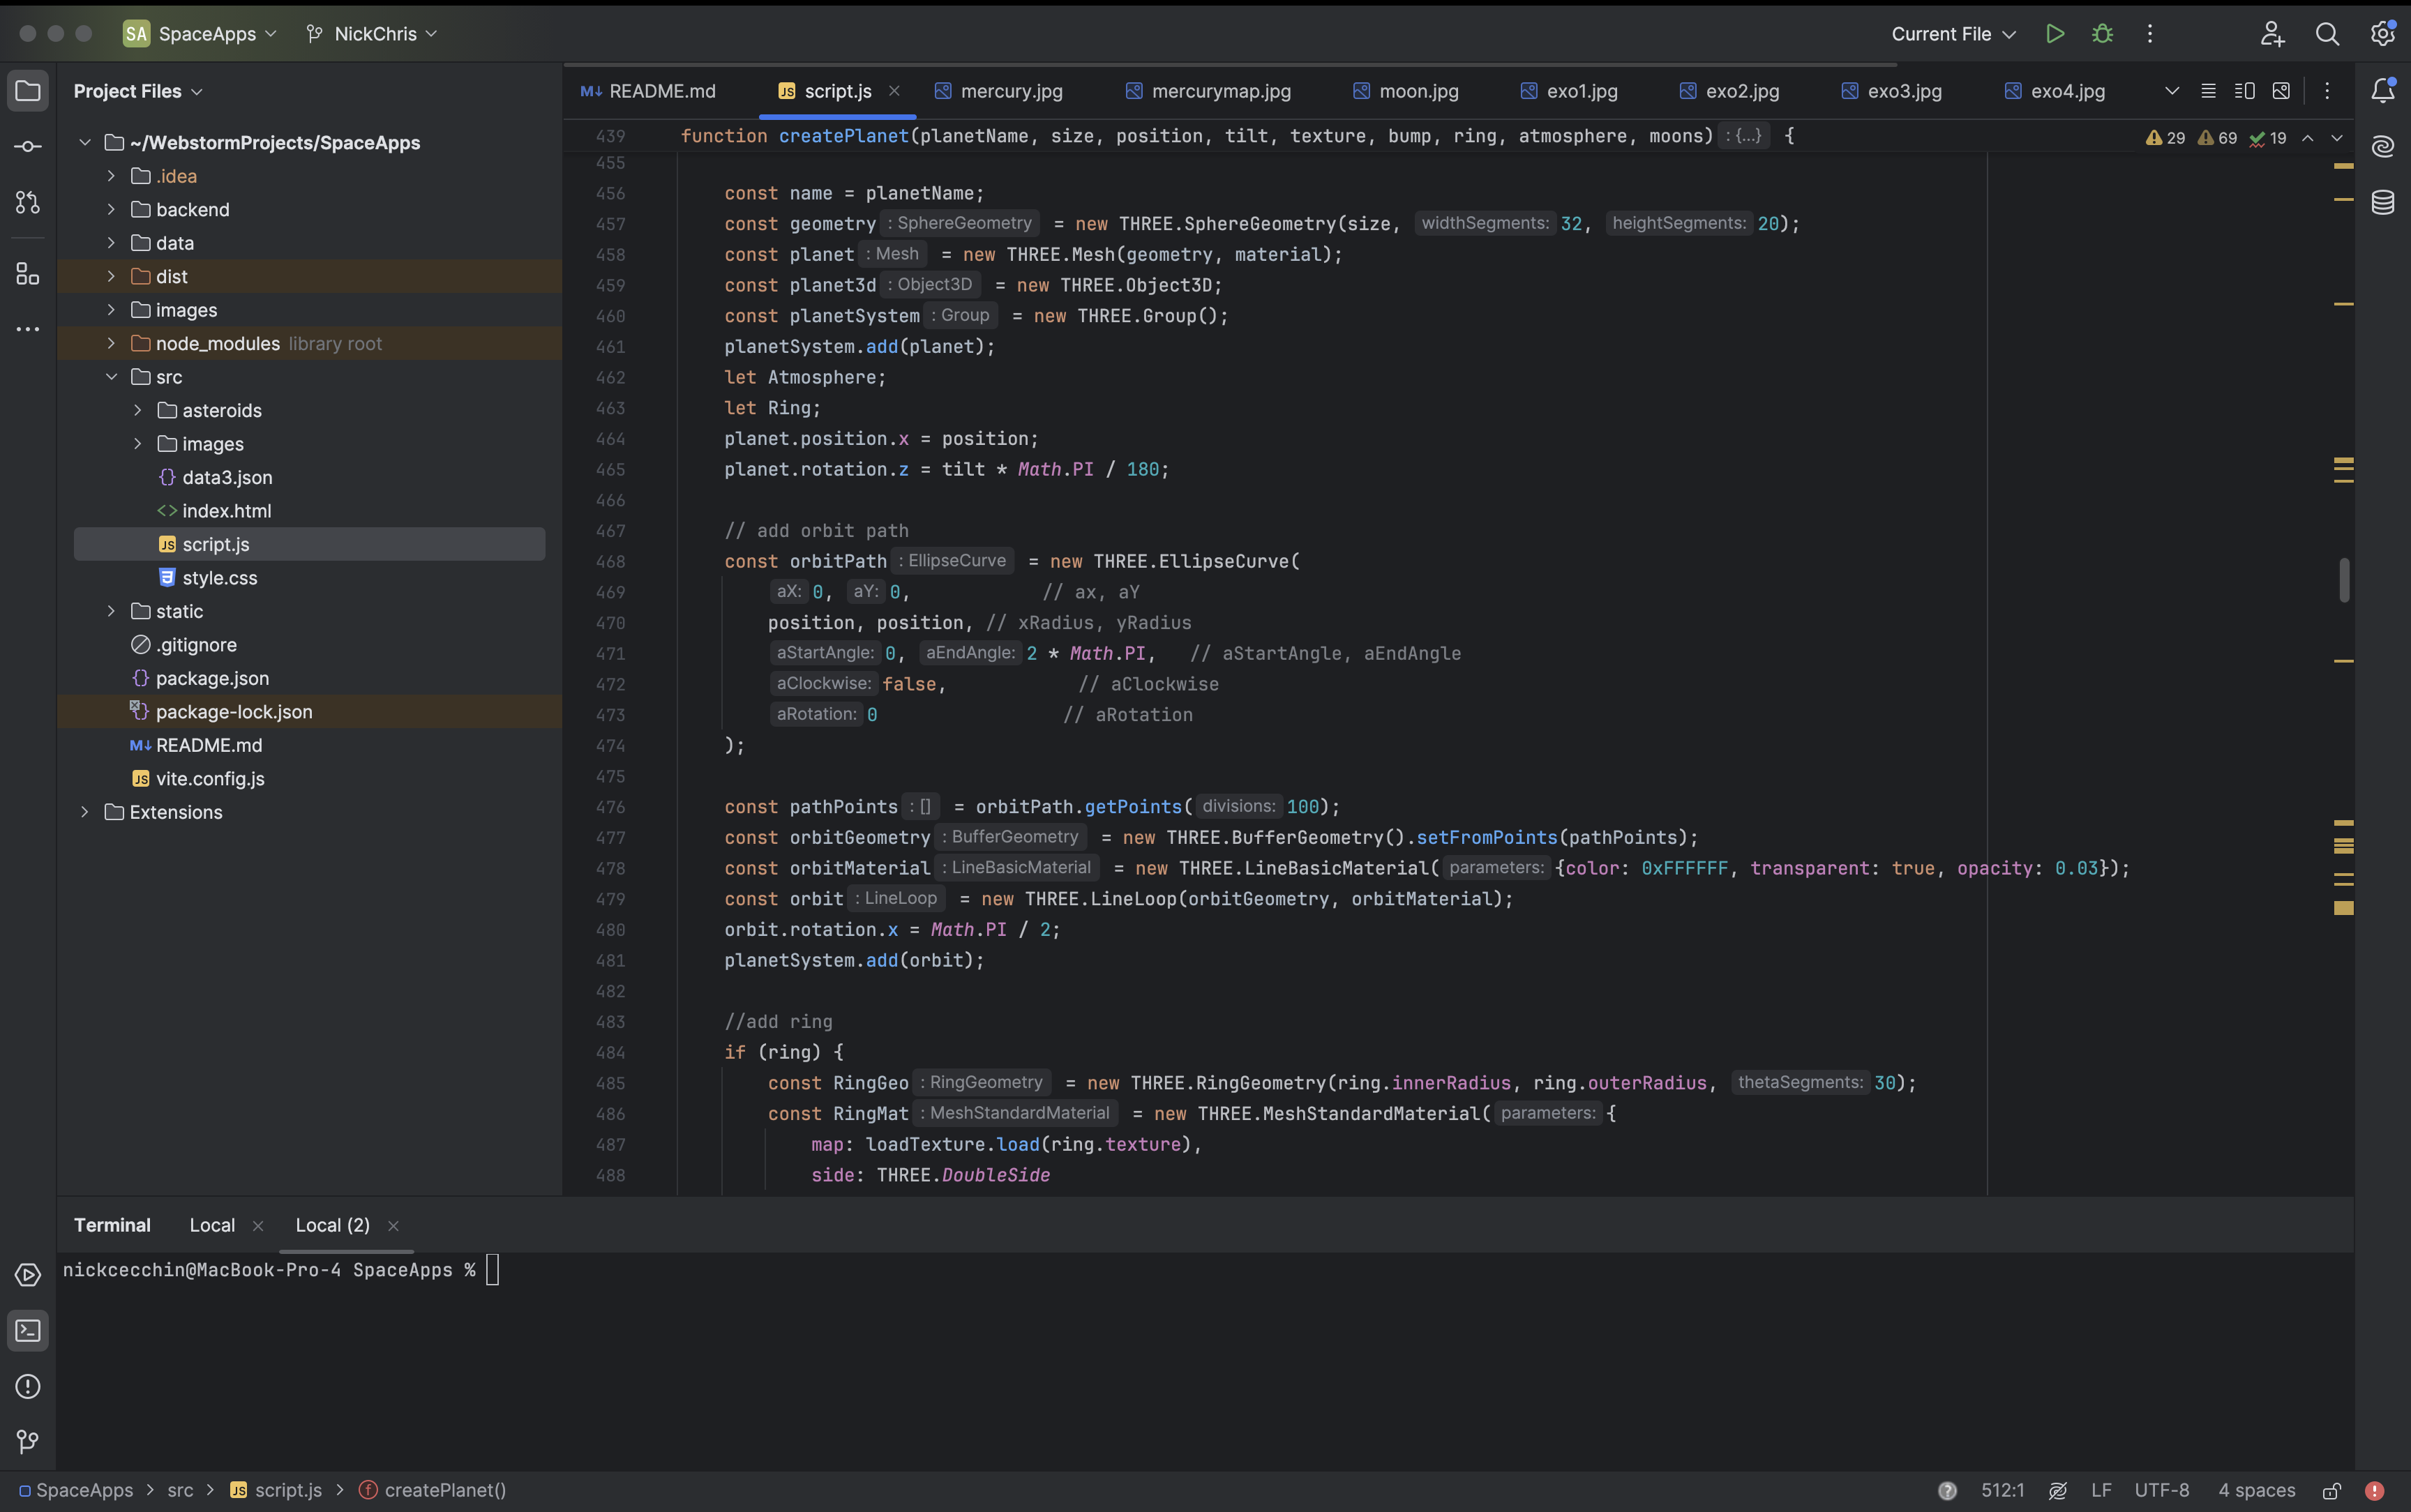 SA SpaceApps NickChris Current File
Project Files
~/WebstormProjects/SpaceApps
.idea
backend
data
dist
images
node_modules library root
src
asteroids
images
data3.json
index.html
script.js
style.css
static
.gitignore
package.json
package-lock.json
README.md
vite.config.js
Extensions
README.md script.js mercury.jpg mercurymap.jpg moon.jpg exo1.jpg exo2.jpg exo3.jpg exo4.jpg
439 function createPlanet(planetName, size, position, tilt, texture, bump, ring, atmosphere, moons) : {...} {
29 69 19
455
456 const name = planetName;
457 const geometry : SphereGeometry = new THREE.SphereGeometry(size, widthSegments: 32, heightSegments: 20);
458 const planet : Mesh = new THREE.Mesh(geometry, material);
459 const planet3d : Object3D = new THREE.Object3D;
460 const planetSystem : Group = new THREE.Group();
461 planetSystem.add(planet);
462 let Atmosphere;
463 let Ring;
464 planet.position.x = position;
465 planet.rotation.z = tilt * Math.PI / 180;
466
467 // add orbit path
468 const orbitPath : EllipseCurve = new THREE.EllipseCurve(
469 aX: 0, aY: 0, // ax, aY
470 position, position, // xRadius, yRadius
471 aStartAngle: 0, aEndAngle: 2 * Math.PI, // aStartAngle, aEndAngle
472 aClockwise: false, // aClockwise
473 aRotation: 0 // aRotation
474 );
475
476 const pathPoints : [] = orbitPath.getPoints( divisions: 100);
477 const orbitGeometry : BufferGeometry = new THREE.BufferGeometry().setFromPoints(pathPoints);
478 const orbitMaterial : LineBasicMaterial = new THREE.LineBasicMaterial( parameters: {color: 0xFFFFFF, transparent: true, opacity: 0.03});
479 const orbit : LineLoop = new THREE.LineLoop(orbitGeometry, orbitMaterial);
480 orbit.rotation.x = Math.PI / 2;
481 planetSystem.add(orbit);
482
483 //add ring
484 if (ring) {
485 const RingGeo : RingGeometry = new THREE.RingGeometry(ring.innerRadius, ring.outerRadius, thetaSegments: 30);
486 const RingMat : MeshStandardMaterial = new THREE.MeshStandardMaterial( parameters: {
487 map: loadTexture.load(ring.texture),
488 side: THREE.DoubleSide
Terminal Local Local (2)
nickcecchin@MacBook-Pro-4 SpaceApps %
SpaceApps > src > script.js > createPlanet()
512:1 LF UTF-8 4 spaces